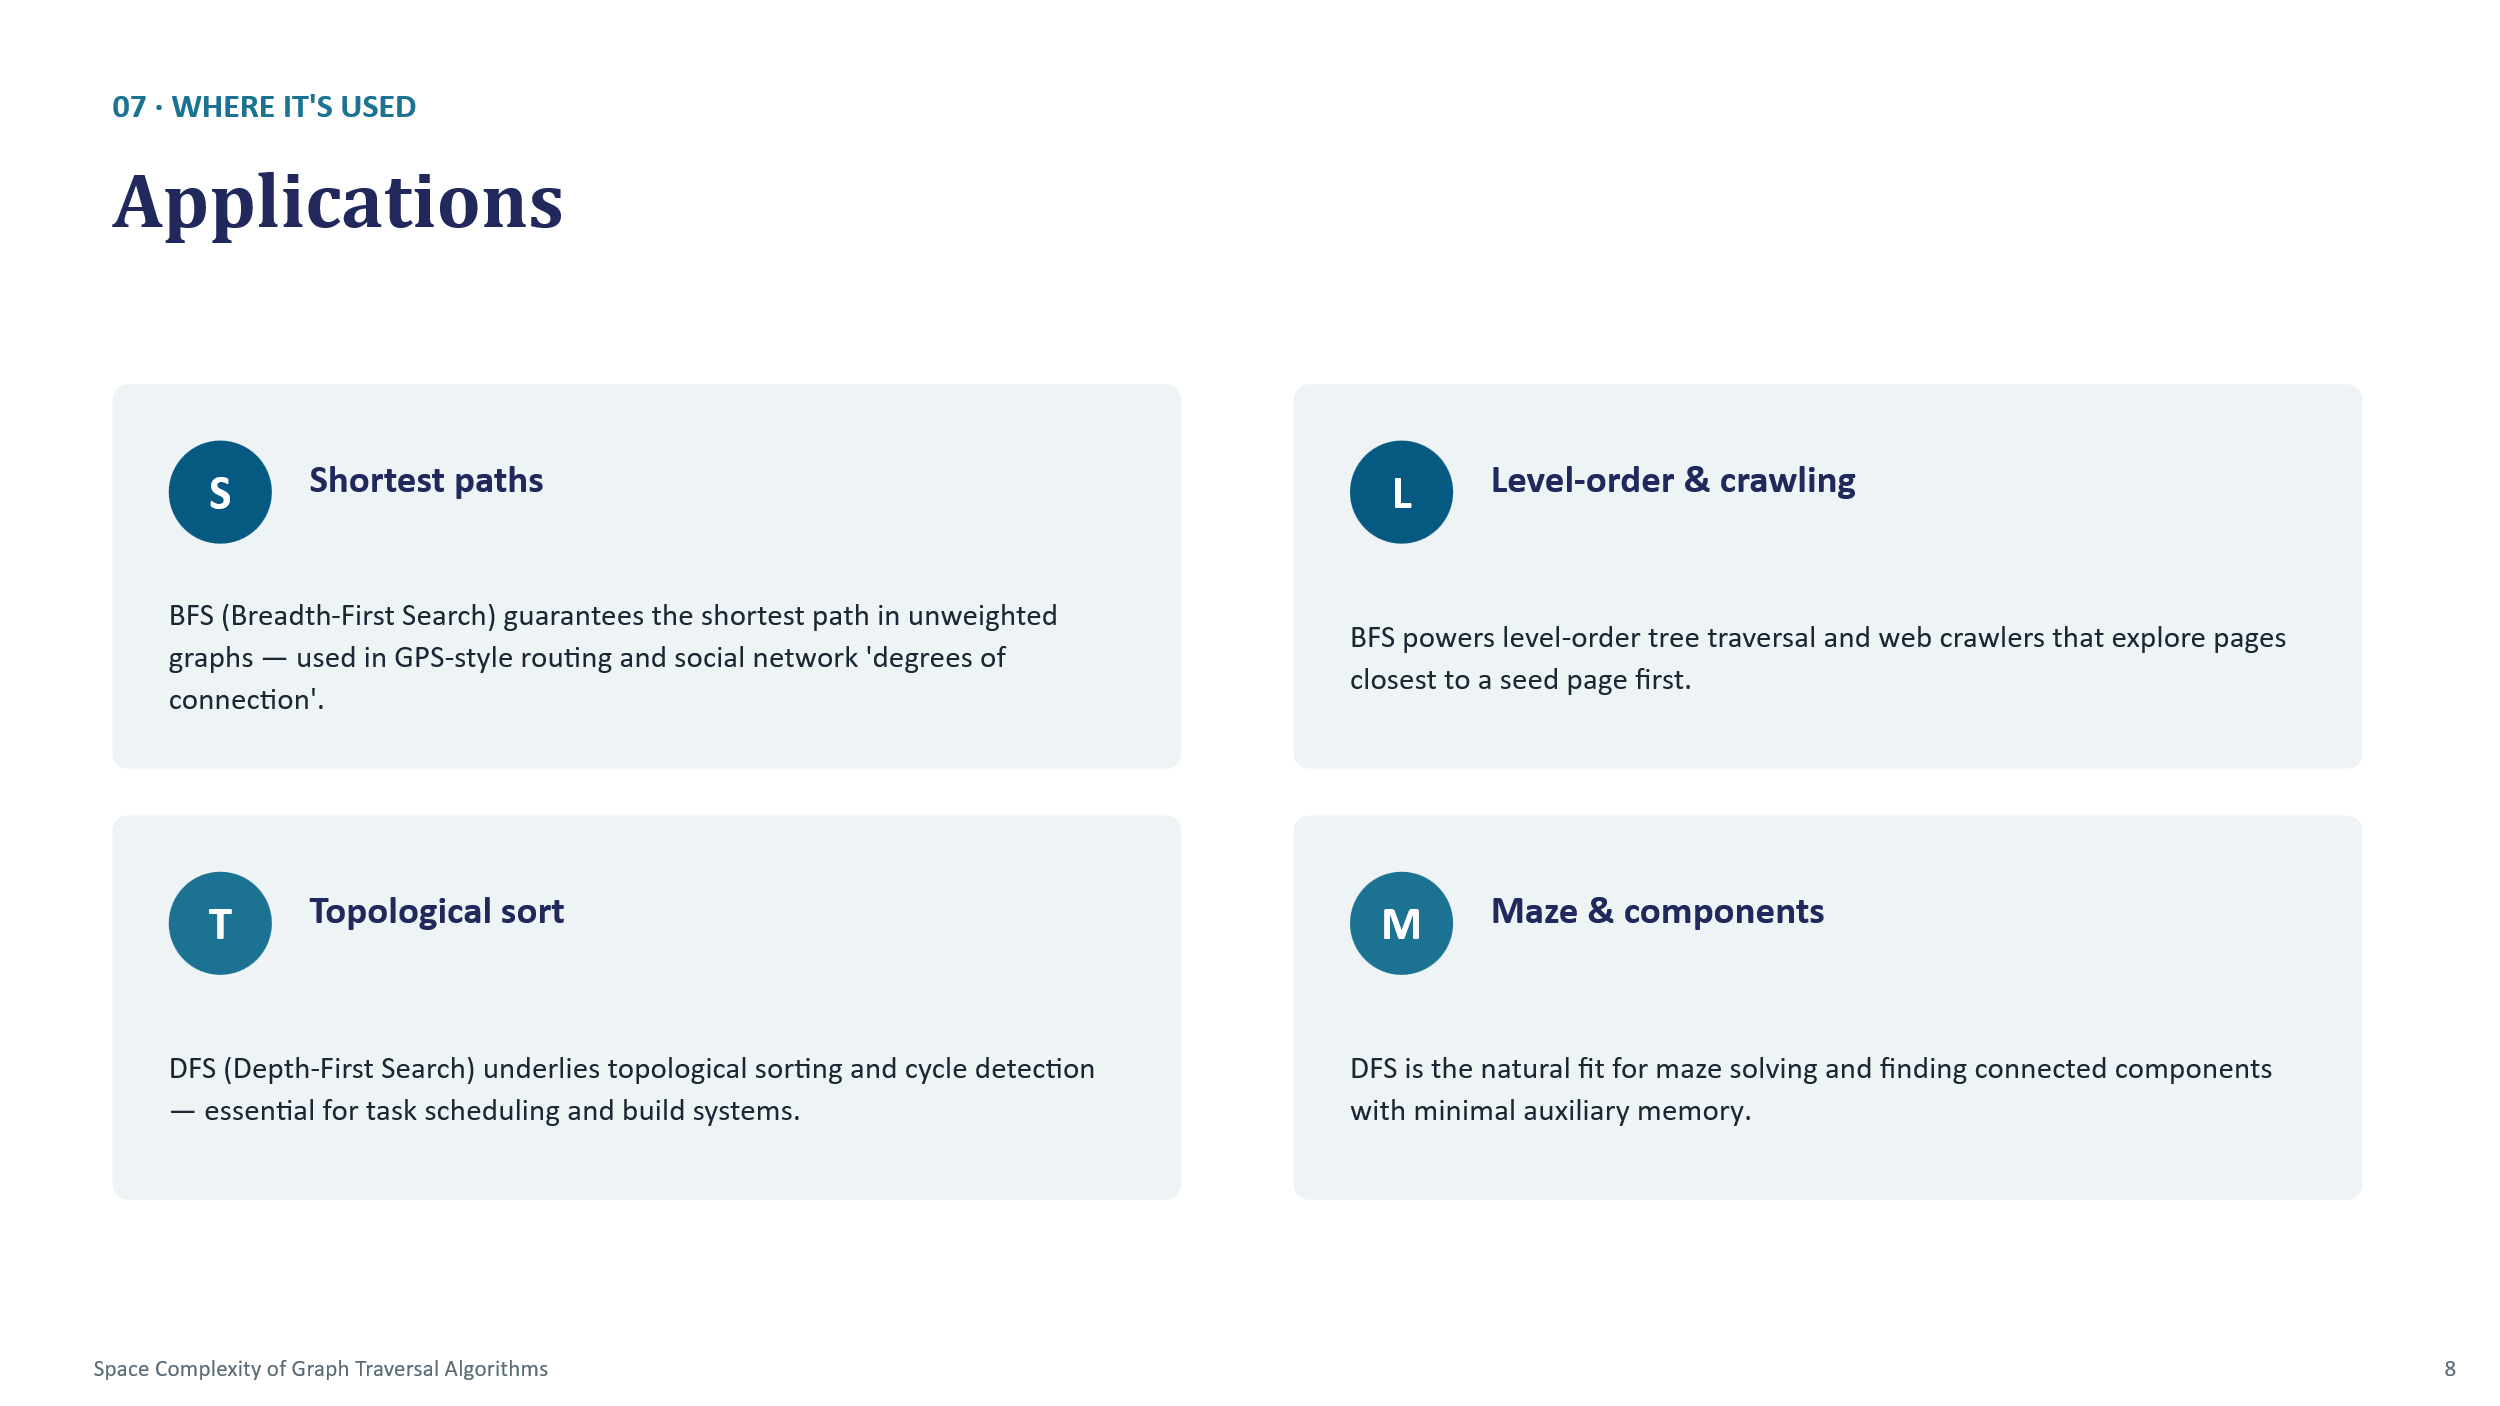 07 · WHERE IT'S USED
Applications
S
Shortest paths
BFS (Breadth-First Search) guarantees the shortest path in unweighted
graphs — used in GPS-style routing and social network 'degrees of
connection'.
L
Level-order & crawling
BFS powers level-order tree traversal and web crawlers that explore pages
closest to a seed page first.
T
Topological sort
DFS (Depth-First Search) underlies topological sorting and cycle detection
— essential for task scheduling and build systems.
M
Maze & components
DFS is the natural fit for maze solving and finding connected components
with minimal auxiliary memory.
Space Complexity of Graph Traversal Algorithms
8